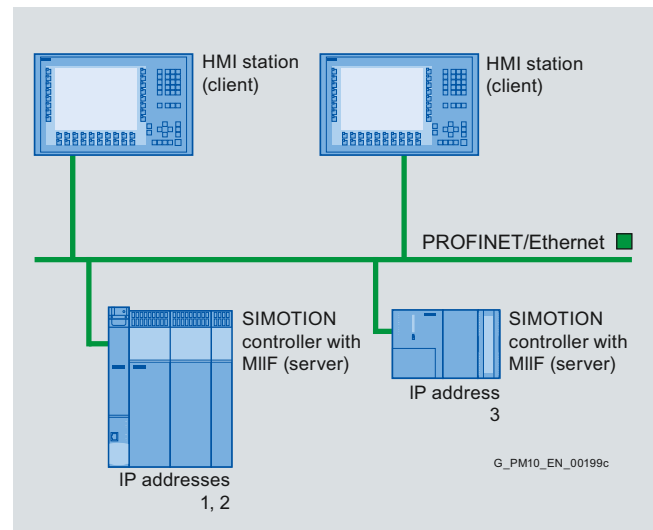 HMI station
(client)
HMI station
(client)
PROFINET/Ethernet
SIMOTION
controller with
MIIF (server)
IP addresses
1, 2
SIMOTION
controller with
MIIF (server)
IP address
3
G_PM10_EN_00199c